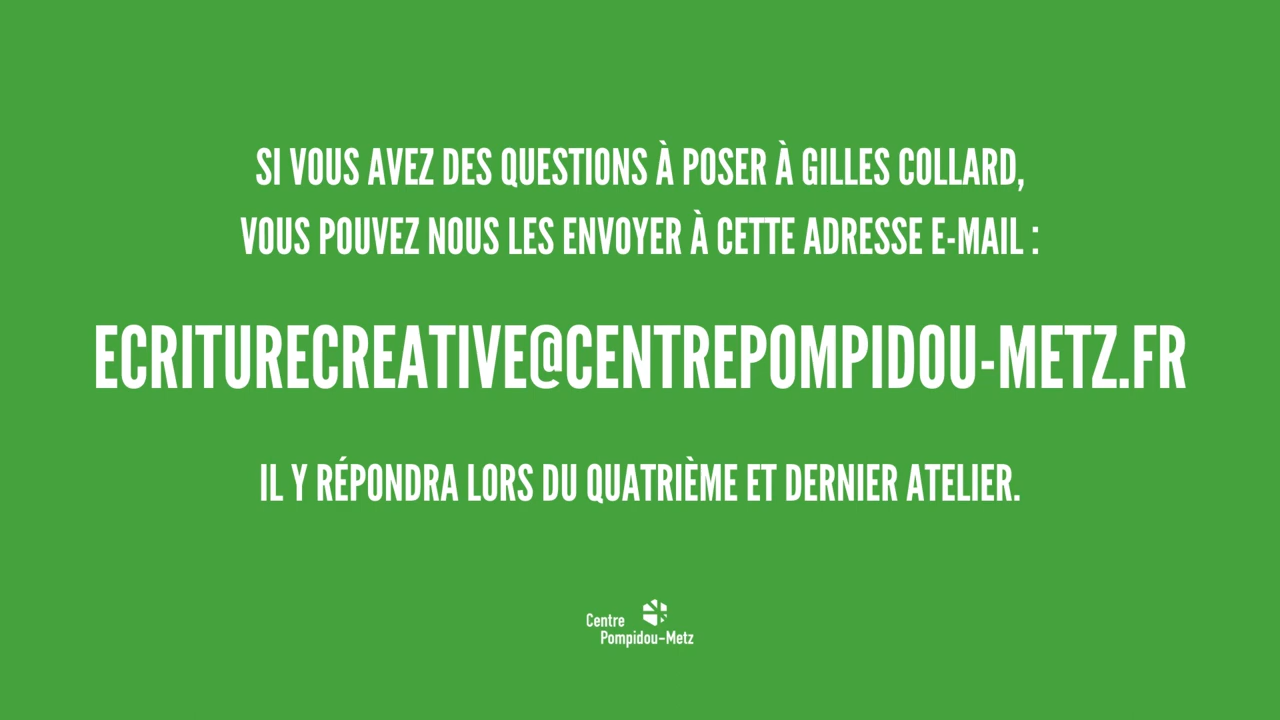 SI VOUS AVEZ DES QUESTIONS À POSER À GILLES COLLARD,
VOUS POUVEZ NOUS LES ENVOYER À CETTE ADRESSE E-MAIL :
ECRITURECREATIVE@CENTREPOMPIDOU-METZ.FR
IL Y RÉPONDRA LORS DU QUATRIÈME ET DERNIER ATELIER.
Centre
Pompidou-Metz